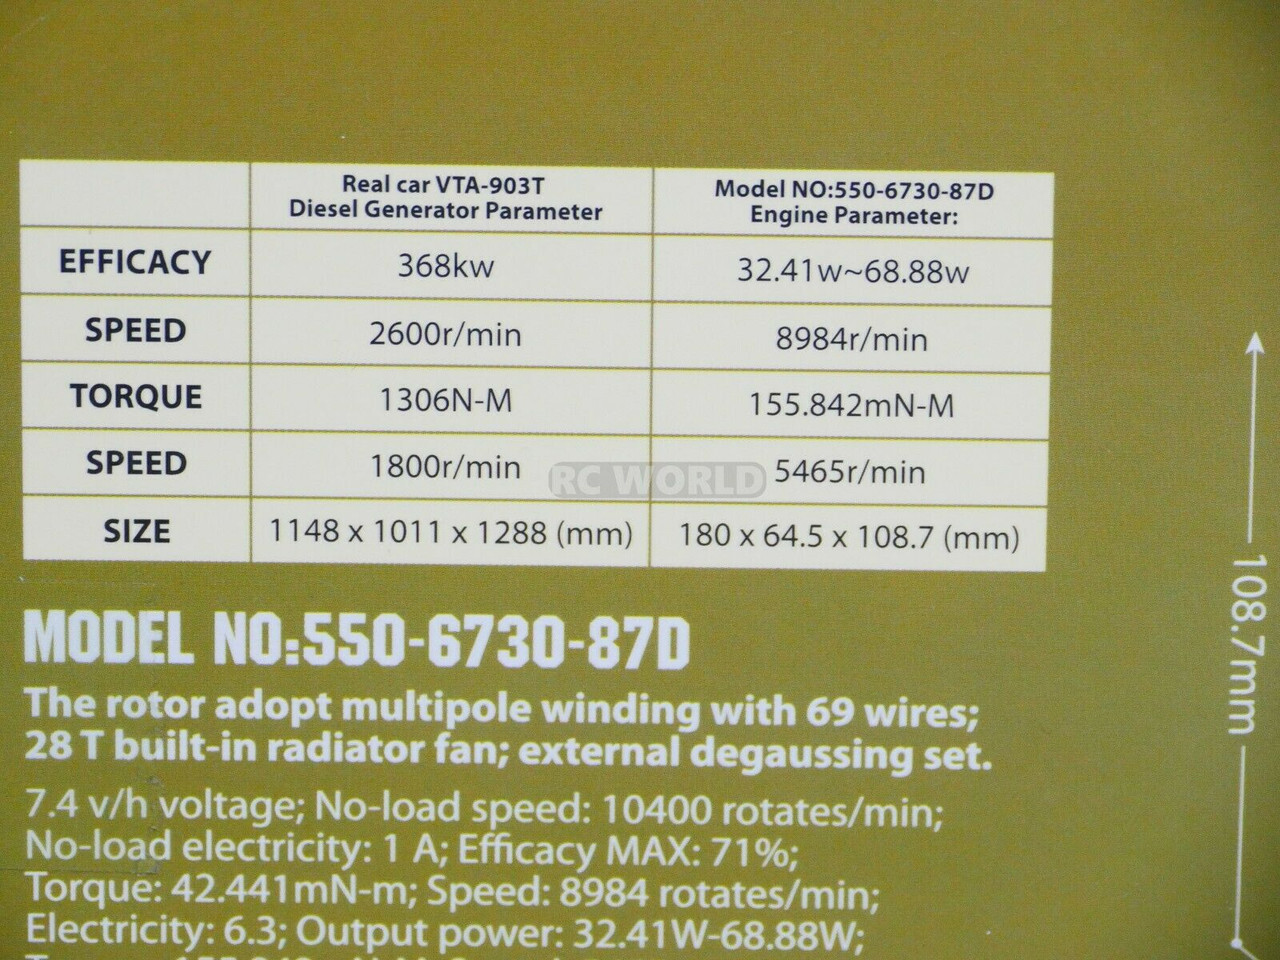 Real car VTA-903T
Diesel Generator Parameter
Model NO:550-6730-87D
Engine Parameter:
EFFICACY 368kw 32.41w~68.88w
SPEED 2600r/min 8984r/min
TORQUE 1306N-M 155.842mN-M
SPEED 1800r/min 5465r/min
RC WORLD
SIZE 1148 x 1011 x 1288 (mm) 180 x 64.5 x 108.7 (mm)
108.7mm
MODEL NO:550-6730-87D
The rotor adopt multipole winding with 69 wires;
28 T built-in radiator fan; external degaussing set.
7.4 v/h voltage; No-load speed: 10400 rotates/min;
No-load electricity: 1 A; Efficacy MAX: 71%;
Torque: 42.441mN-m; Speed: 8984 rotates/min;
Electricity: 6.3; Output power: 32.41W-68.88W;